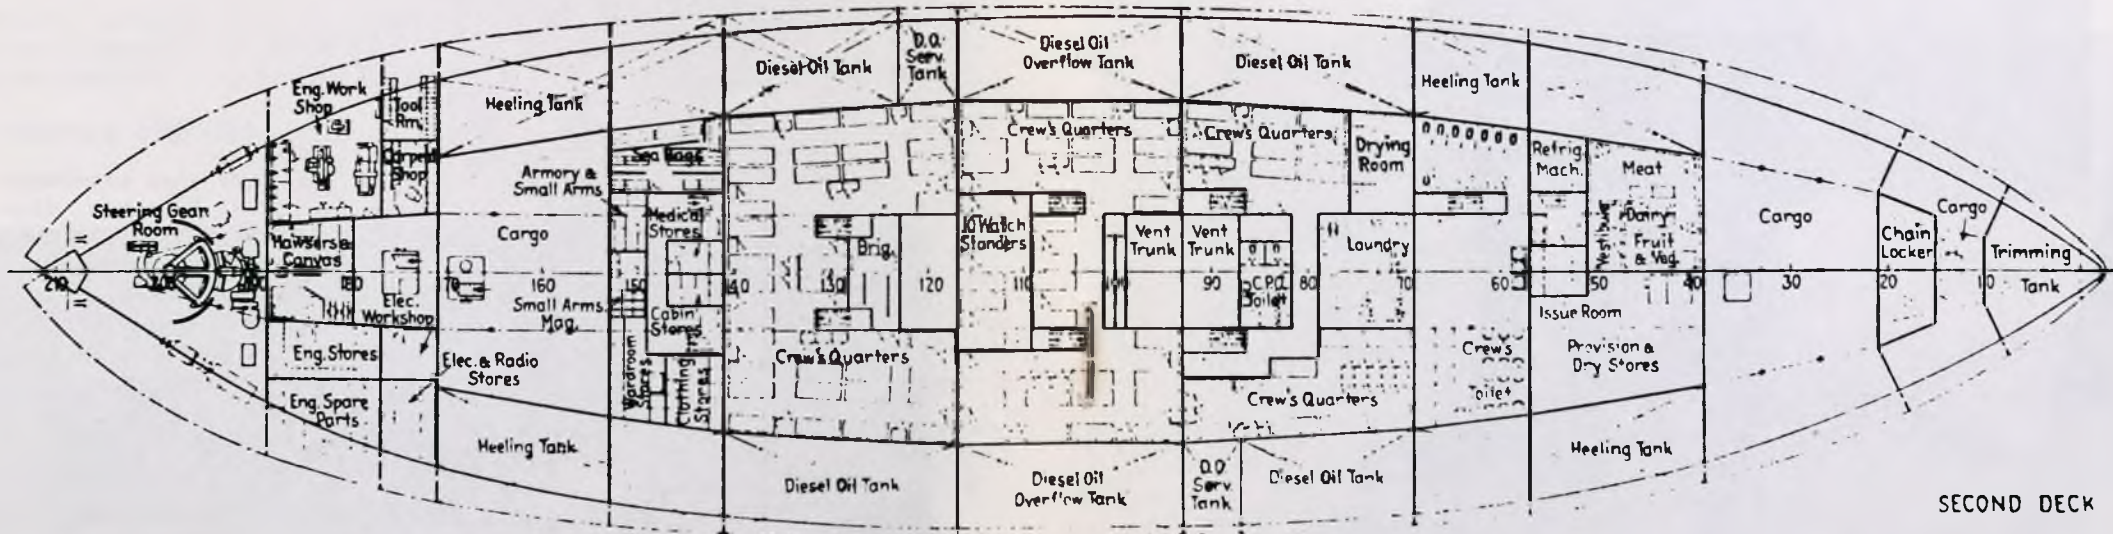 Diesel Oil Tank
D.O.
Serv.
Tank
Diesel Oil
Overflow Tank
Diesel Oil Tank
Heeling Tank
Heeling Tank
Eng. Work
Shop
Tool
Rm.
Shop
Sea Bags
Armory &
Small Arms
Crew's Quarters
Crew's Quarters
Drying
Room
Refrig.
Mach.
Meat
Steering Gear
Room
Hawsers &
Canvas
Cargo
Medical
Stores
Brig.
10 Watch
Standers
Vent
Trunk
Vent
Trunk
Laundry
Vestibule
Dairy
Fruit
& Veg.
Cargo
Chain
Locker
Cargo
Trimming
Tank
210 200 190 180 170 160 150 140 130 120 110 100 90 80 70 60 50 40 30 20 10
C.P.O.
Toilet
Elec.
Workshop
Small Arms
Mag.
Cabin
Stores
Issue Room
Eng. Stores
Elec. & Radio
Stores
Wardroom
Stores
Clothing
Stores
Crew's Quarters
Crew's
Toilet
Provision &
Dry Stores
Eng. Spare
Parts
Crew's Quarters
Heeling Tank
Heeling Tank
Diesel Oil Tank
Diesel Oil
Overflow Tank
D.O
Serv.
Tank
Diesel Oil Tank
SECOND DECK